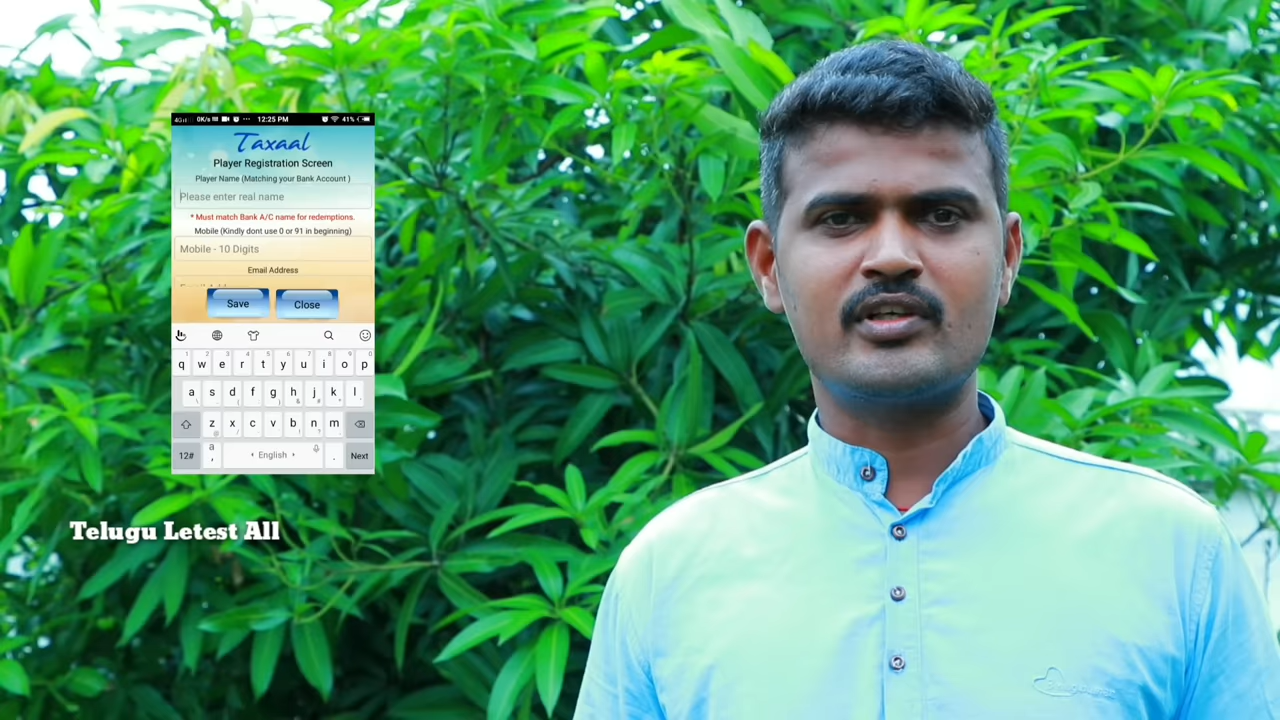 0K/s 12:25 PM 41%
Taxaal
Player Registration Screen
Player Name (Matching your Bank Account )
Please enter real name
* Must match Bank A/C name for redemptions.
Mobile (Kindly dont use 0 or 91 in beginning)
Mobile - 10 Digits
Email Address
Save Close
q w e r t y u i o p
a s d f g h j k l
z x c v b n m
12# , English . Next
Telugu Letest All